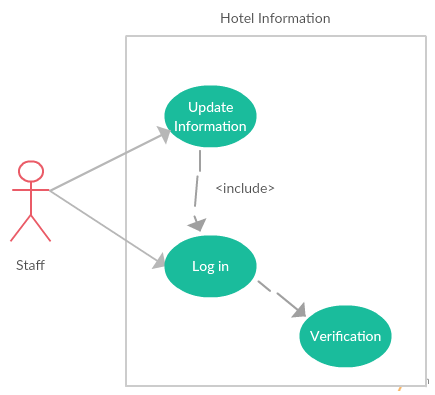 Hotel Information
Update
Information
<include>
Staff
Log in
Verification